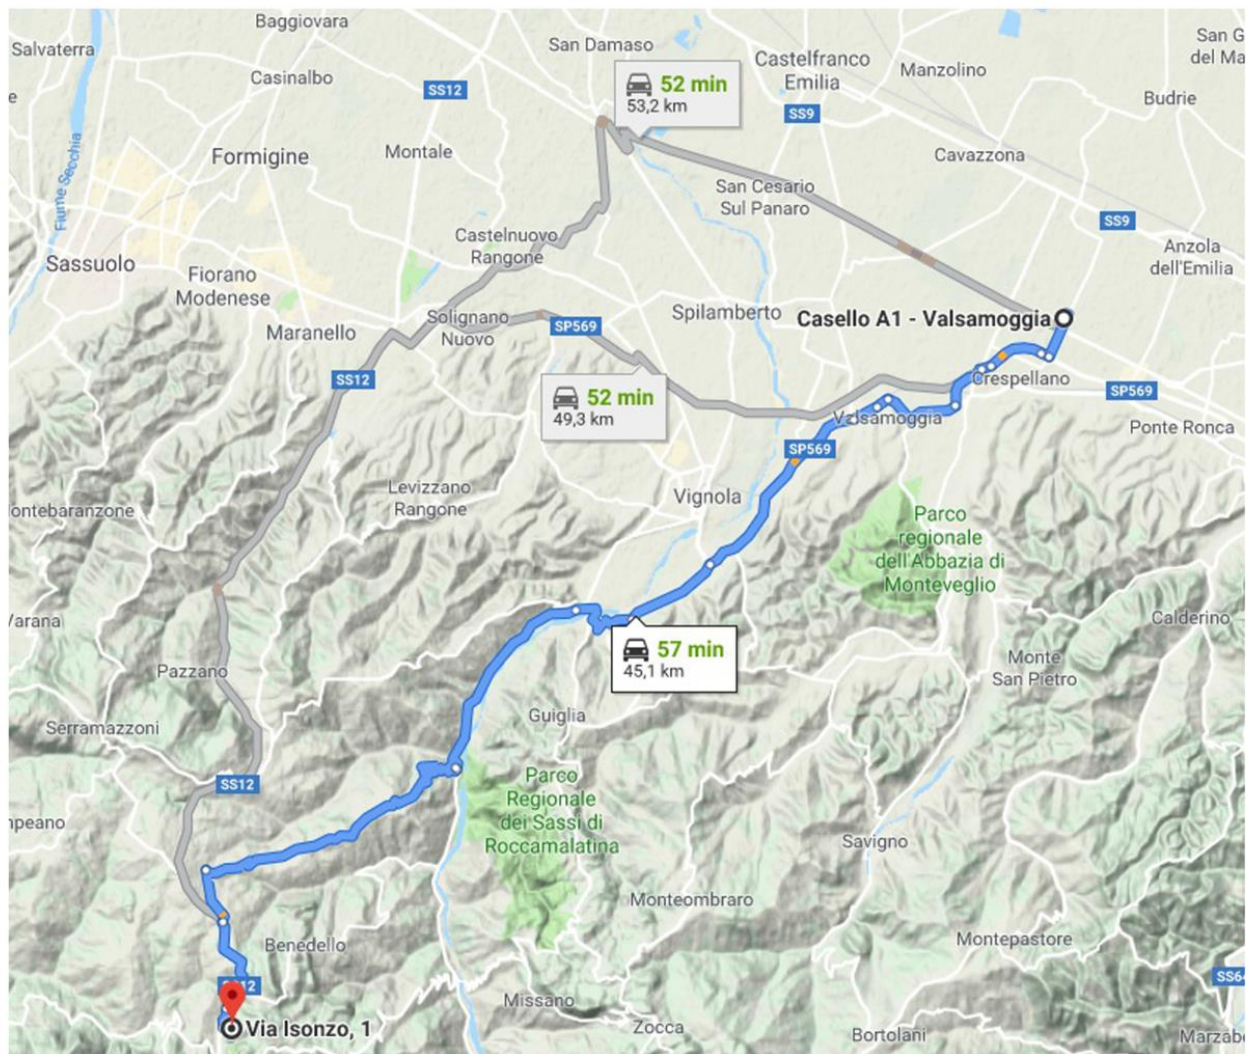 Baggiovara
San G
del Ma
Salvaterra
San Damaso
Castelfranco
Emilia
Manzolino
Casinalbo
52 min
53,2 km
SS12
SS9
Budrie
e
Fiume Secchia
Formigine
Montale
Cavazzona
San Cesario
Sul Panaro
SS9
Castelnuovo
Rangone
Anzola
dell'Emilia
Sassuolo
Fiorano
Modenese
Maranello
Solignano
Nuovo
SP569
Spilamberto
Casello A1 - Valsamoggia
SS12
52 min
49,3 km
Crespellano
SP569
Valsamoggia
Ponte Ronca
SP569
Levizzano
Rangone
Vignola
ontebaranzone
Parco
regionale
dell'Abbazia di
Monteveglio
Varana
Calderino
57 min
45,1 km
Pazzano
Monte
San Pietro
Serramazzoni
Guiglia
SS12
Parco
Regionale
dei Sassi di
Roccamalatina
mpeano
Savigno
Monteombraro
Benedello
Montepastore
SS12
SS64
Missano
Via Isonzo, 1
Zocca
Bortolani
Marzab